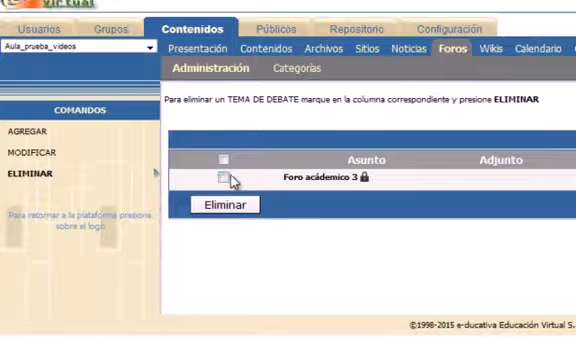 virtual
Usuarios Grupos Contenidos Públicos Repositorio Configuración
Aula_prueba_videos
Presentación Contenidos Archivos Sitios Noticias Foros Wikis Calendario
Administración Categorías
Para eliminar un TEMA DE DEBATE marque en la columna correspondiente y presione ELIMINAR
COMANDOS
AGREGAR
MODIFICAR
ELIMINAR
Asunto Adjunto
Foro acádemico 3
Eliminar
Para retornar a la plataforma presione
sobre el logo
©1998-2015 e-ducativa Educación Virtual S.